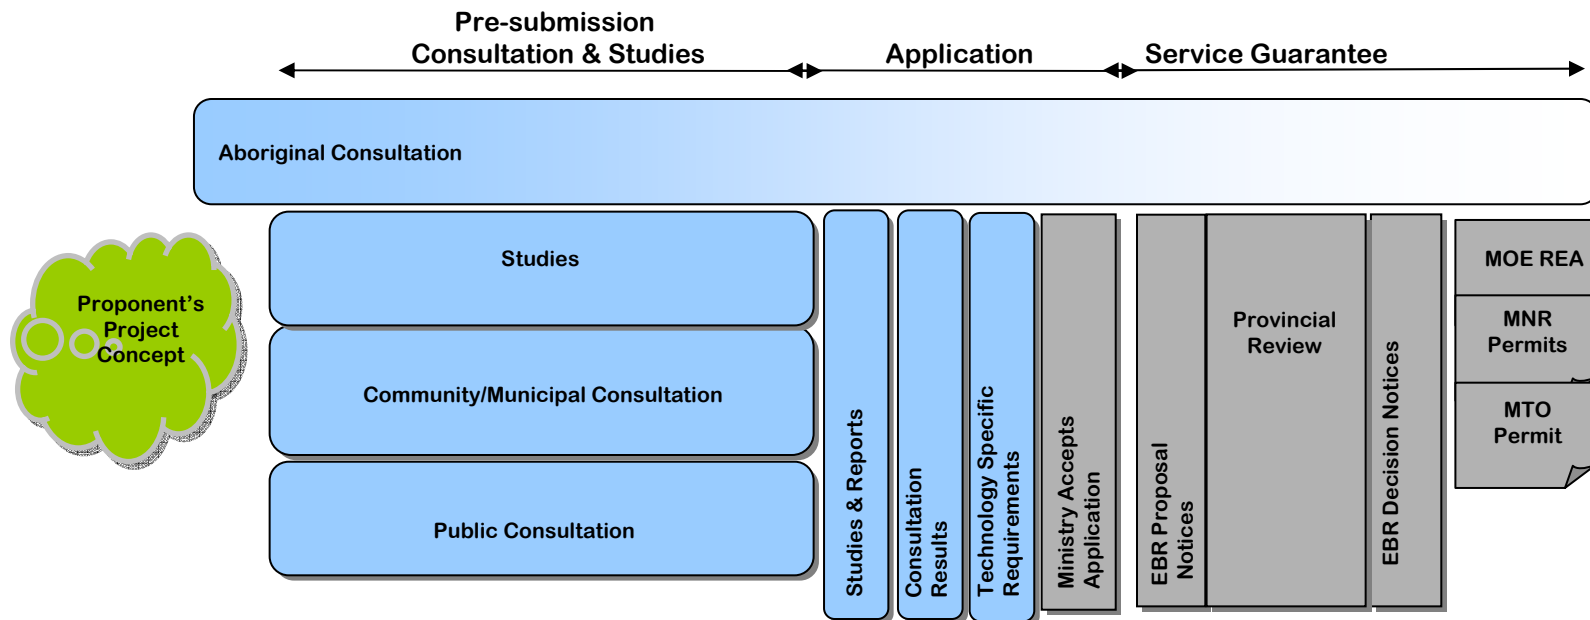 Pre-submission
Consultation & Studies
Application
Service Guarantee
Aboriginal Consultation
Proponent’s
Project
Concept
Studies
Community/Municipal Consultation
Public Consultation
Studies & Reports
Consultation
Results
Technology Specific
Requirements
Ministry Accepts
Application
EBR Proposal
Notices
Provincial
Review
EBR Decision Notices
MOE REA
MNR
Permits
MTO
Permit